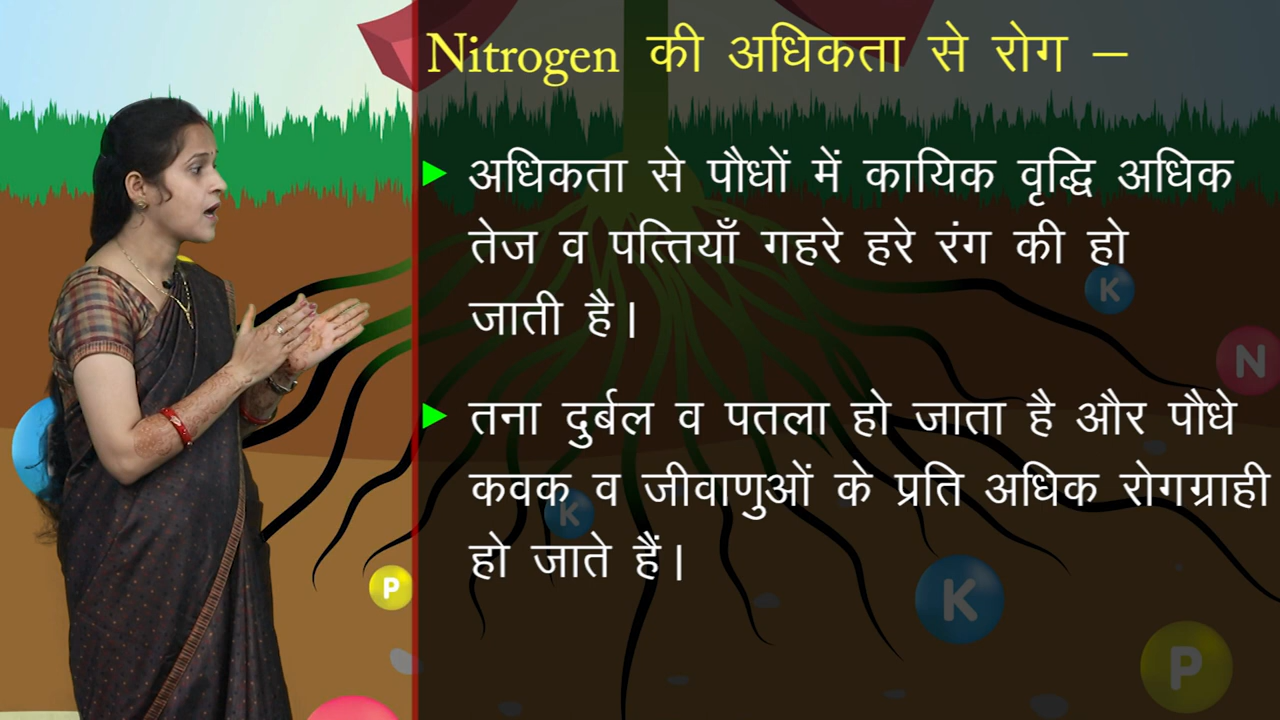 Nitrogen की अधिकता से रोग –
अधिकता से पौधों में कायिक वृद्धि अधिक
तेज व पत्तियाँ गहरे हरे रंग की हो
जाती है।
तना दुर्बल व पतला हो जाता है और पौधे
कवक व जीवाणुओं के प्रति अधिक रोगग्राही
हो जाते हैं।
K
N
K
P
K
P